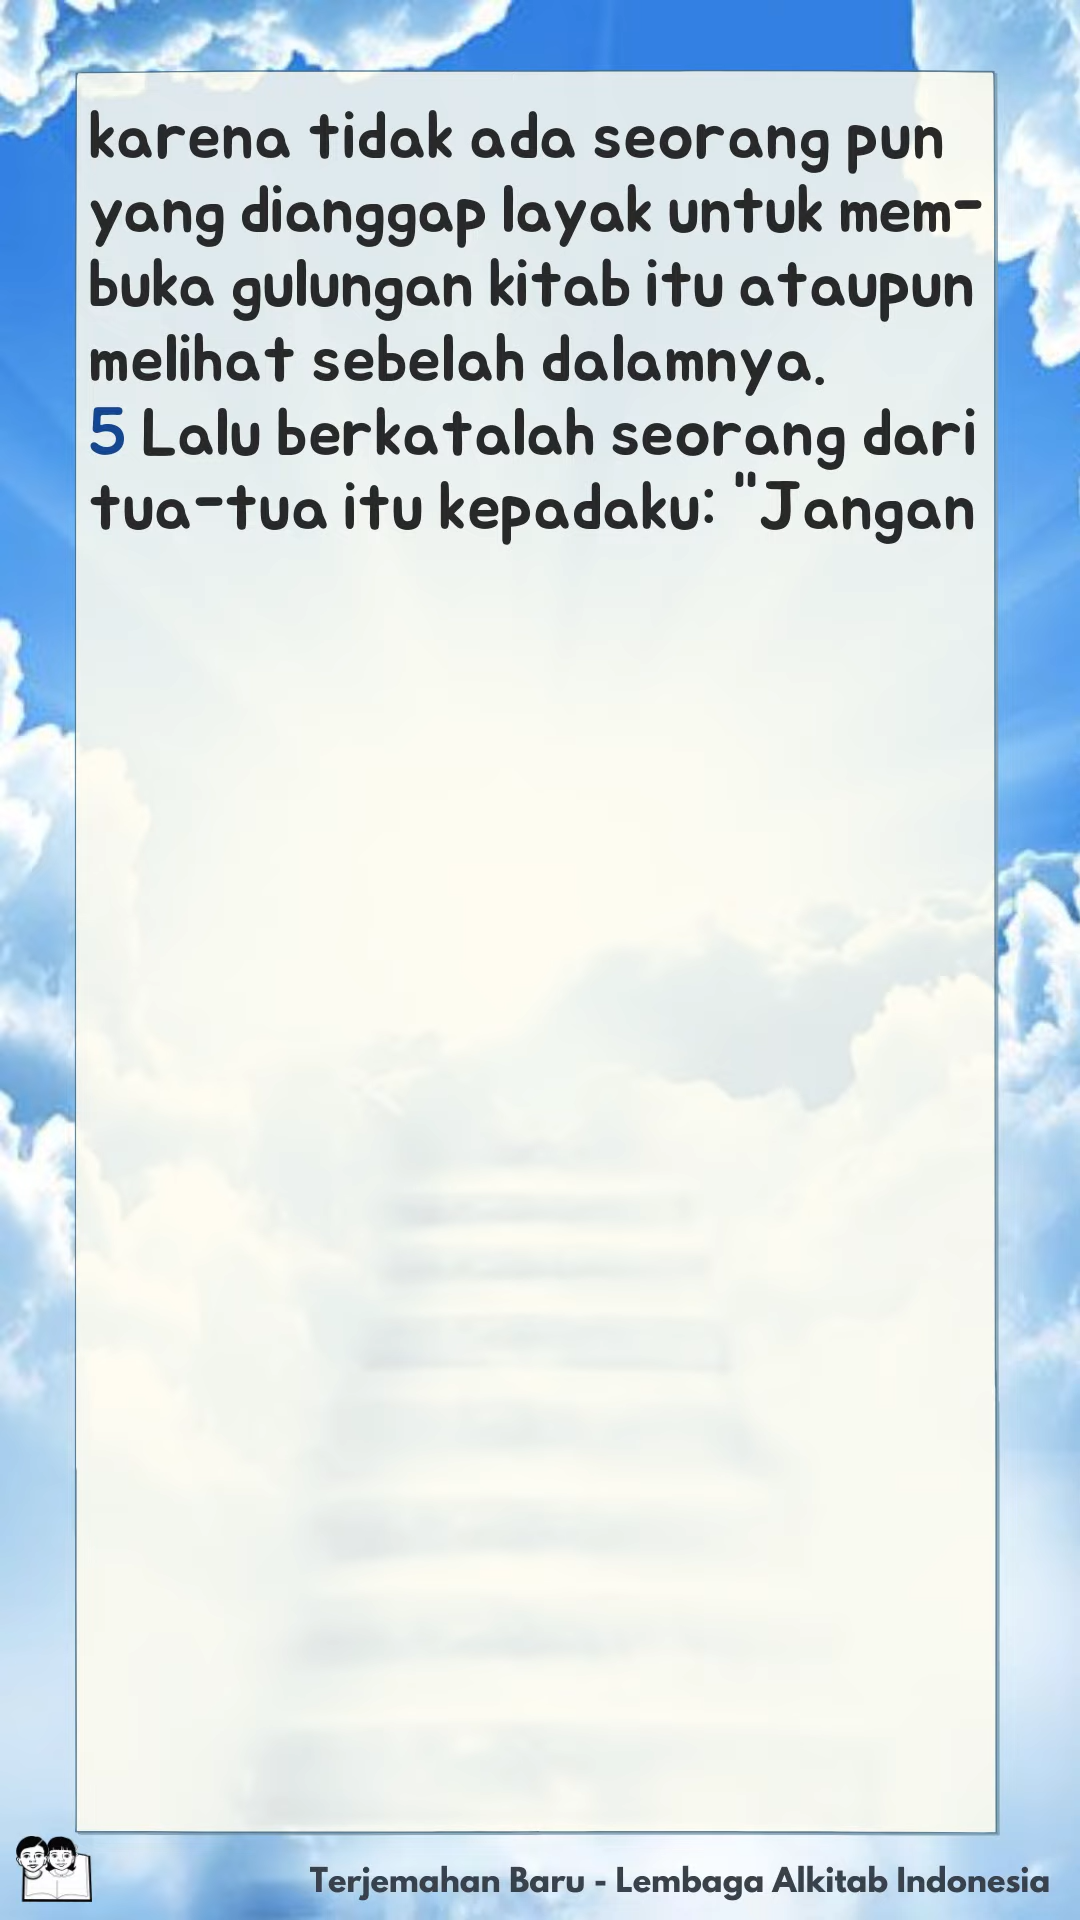 karena tidak ada seorang pun
yang dianggap layak untuk mem-
buka gulungan kitab itu ataupun
melihat sebelah dalamnya.
5 Lalu berkatalah seorang dari
tua-tua itu kepadaku: "Jangan
Terjemahan Baru - Lembaga Alkitab Indonesia